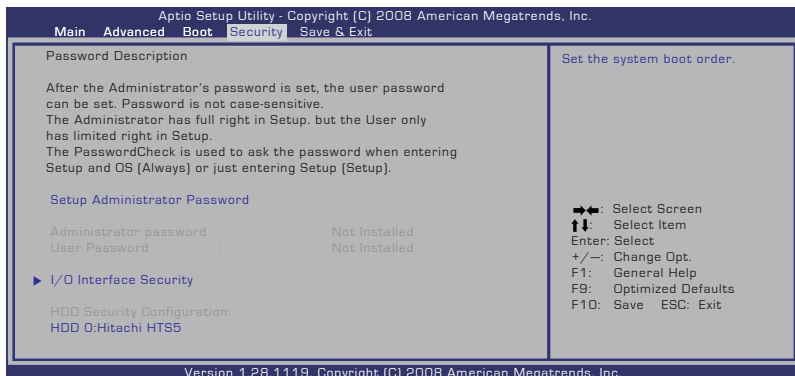 Aptio Setup Utility - Copyright (C) 2008 American Megatrends, Inc.
Main Advanced Boot Security Save & Exit
Password Description
After the Administrator's password is set, the user password
can be set. Password is not case-sensitive.
The Administrator has full right in Setup. but the User only
has limited right in Setup.
The PasswordCheck is used to ask the password when entering
Setup and OS (Always) or just entering Setup (Setup).
Setup Administrator Password
Administrator password : Not Installed
User Password : Not Installed
I/O Interface Security
HDD Security Configuration:
HDD 0:Hitachi HTS5
Set the system boot order.
: Select Screen
: Select Item
Enter: Select
+/—: Change Opt.
F1: General Help
F9: Optimized Defaults
F10: Save ESC: Exit
Version 1.28.1119. Copyright (C) 2008 American Megatrends, Inc.